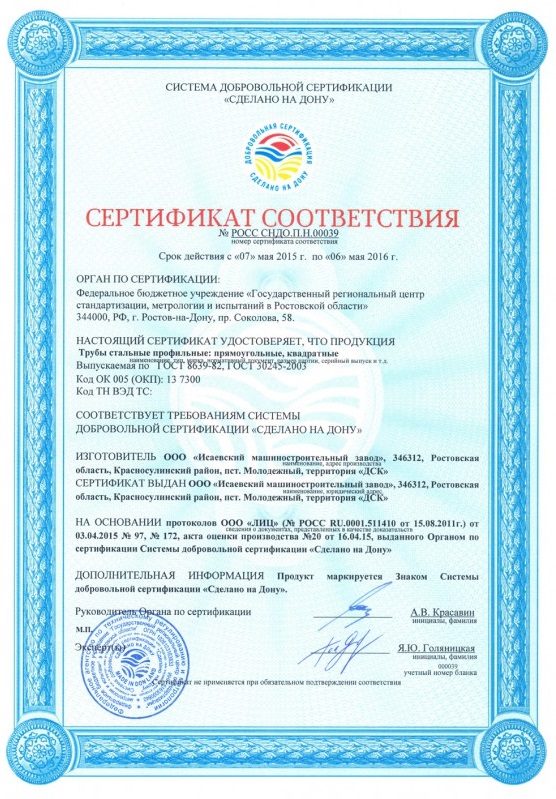 СИСТЕМА ДОБРОВОЛЬНОЙ СЕРТИФИКАЦИИ
«СДЕЛАНО НА ДОНУ»
ДОБРОВОЛЬНАЯ СЕРТИФИКАЦИЯ
СДЕЛАНО НА ДОНУ
СЕРТИФИКАТ СООТВЕТСТВИЯ
№ РОСС СНДО.П.Н.00039
номер сертификата соответствия
Срок действия с «07» мая 2015 г. по «06» мая 2016 г.
ОРГАН ПО СЕРТИФИКАЦИИ:
Федеральное бюджетное учреждение «Государственный региональный центр
стандартизации, метрологии и испытаний в Ростовской области»
344000, РФ, г. Ростов-на-Дону, пр. Соколова, 58.
НАСТОЯЩИЙ СЕРТИФИКАТ УДОСТОВЕРЯЕТ, ЧТО ПРОДУКЦИЯ
Трубы стальные профильные: прямоугольные, квадратные
наименование, тип, марка, нормативный документ, размер партии, серийный выпуск и т.д.
Выпускаемая по ГОСТ 8639-82, ГОСТ 30245-2003
Код ОК 005 (ОКП): 13 7300
Код ТН ВЭД ТС:
СООТВЕТСТВУЕТ ТРЕБОВАНИЯМ СИСТЕМЫ
ДОБРОВОЛЬНОЙ СЕРТИФИКАЦИИ «СДЕЛАНО НА ДОНУ»
ИЗГОТОВИТЕЛЬ ООО «Исаевский машиностроительный завод», 346312, Ростовская
наименование, адрес производства
область, Красносулинский район, пст. Молодежный, территория «ДСК»
СЕРТИФИКАТ ВЫДАН ООО «Исаевский машиностроительный завод», 346312, Ростовская
наименование, юридический адрес
область, Красносулинский район, пст. Молодежный, территория «ДСК»
НА ОСНОВАНИИ протоколов ООО «ЛИЦ» (№ РОСС RU.0001.511410 от 15.08.2011г.) от
сведения о документах, представленных в качестве доказательств
03.04.2015 № 97, № 172, акта оценки производства №20 от 16.04.15, выданного Органом по
сертификации Системы добровольной сертификации «Сделано на Дону»
ДОПОЛНИТЕЛЬНАЯ ИНФОРМАЦИЯ Продукт маркируется Знаком Системы
добровольной сертификации «Сделано на Дону».
Руководитель Органа по сертификации
А.В. Красавин
инициалы, фамилия
М.П.
Эксперт(ы)
Я.Ю. Голяницкая
инициалы, фамилия
000039
учетный номер бланка
Сертификат не применяется при обязательном подтверждении соответствия